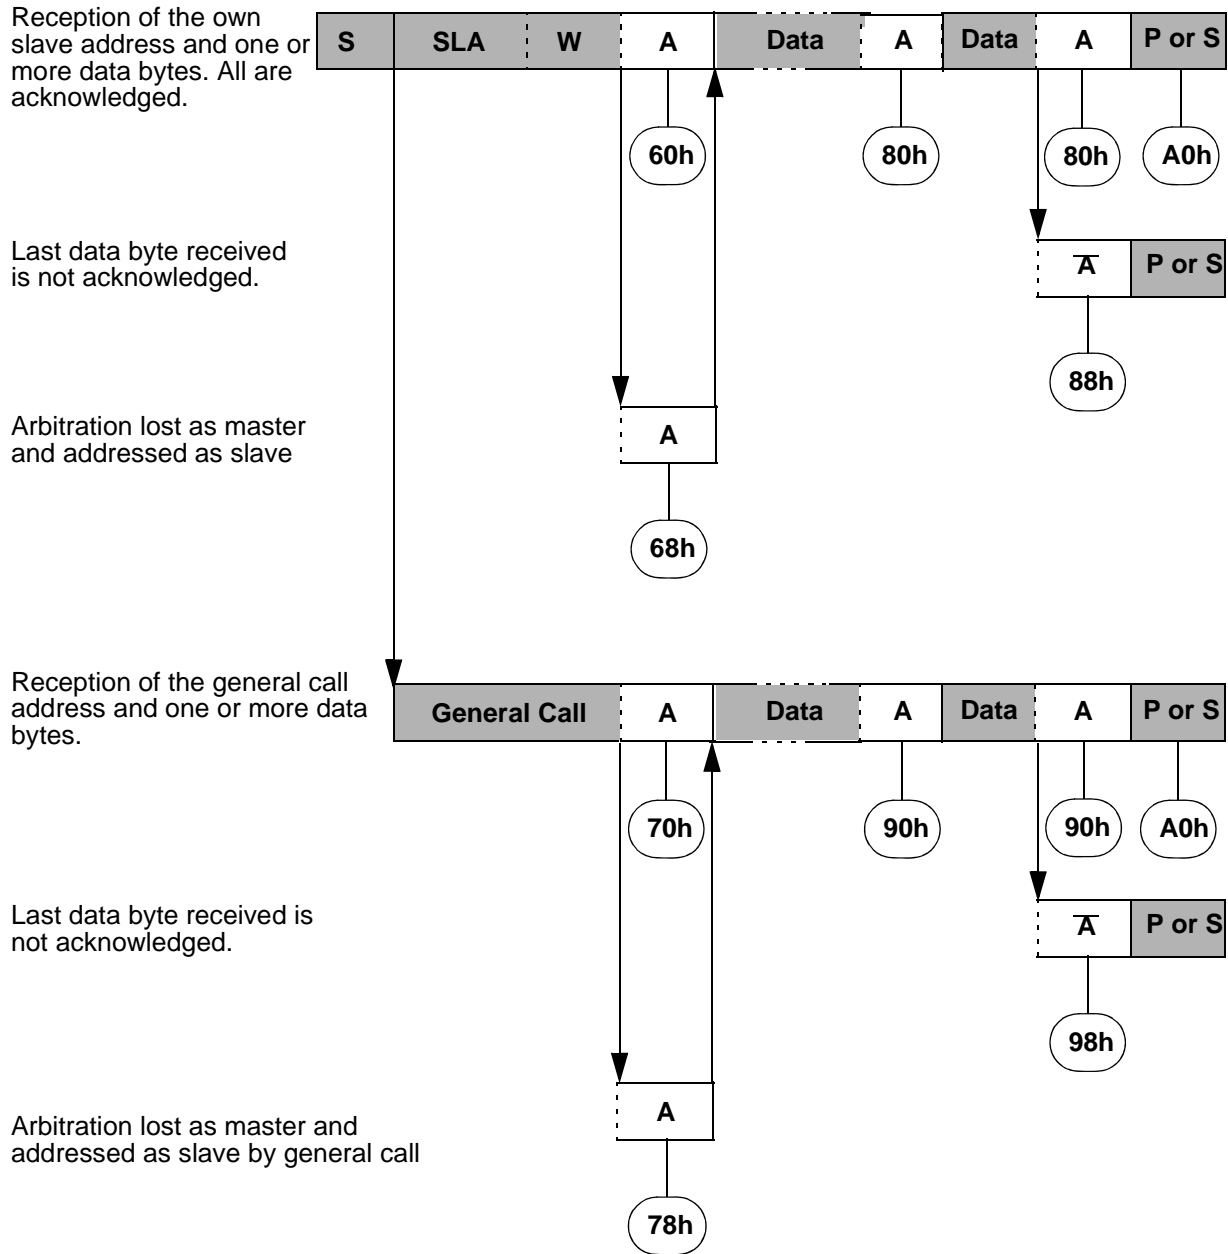 Reception of the own
slave address and one or
more data bytes. All are
acknowledged.
S SLA W A Data A Data A P or S
60h 80h 80h A0h
Last data byte received
is not acknowledged.
A̅ P or S
88h
Arbitration lost as master
and addressed as slave
A
68h
Reception of the general call
address and one or more data
bytes.
General Call A Data A Data A P or S
70h 90h 90h A0h
Last data byte received is
not acknowledged.
A̅ P or S
98h
Arbitration lost as master and
addressed as slave by general call
A
78h